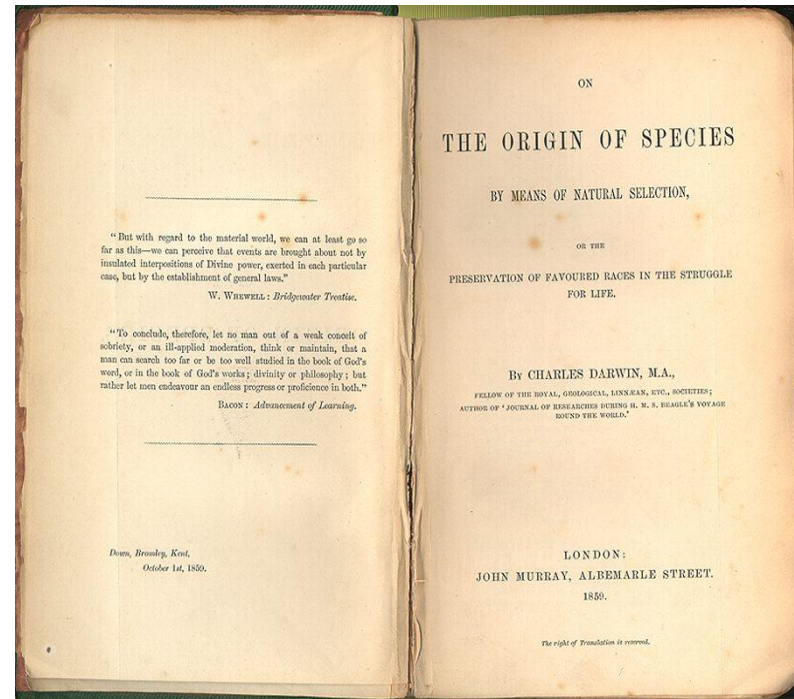 "But with regard to the material world, we can at least go so
far as this—we can perceive that events are brought about not by
insulated interpositions of Divine power, exerted in each particular
case, but by the establishment of general laws."
W. WHEWELL: Bridgewater Treatise.
"To conclude, therefore, let no man out of a weak conceit of
sobriety, or an ill-applied moderation, think or maintain, that a
man can search too far or be too well studied in the book of God's
word, or in the book of God's works; divinity or philosophy; but
rather let men endeavour an endless progress or proficience in both."
BACON: Advancement of Learning.
Down, Bromley, Kent,
October 1st, 1859.
ON
THE ORIGIN OF SPECIES
BY MEANS OF NATURAL SELECTION,
OR THE
PRESERVATION OF FAVOURED RACES IN THE STRUGGLE
FOR LIFE.
BY CHARLES DARWIN, M.A.,
FELLOW OF THE ROYAL, GEOLOGICAL, LINNÆAN, ETC., SOCIETIES;
AUTHOR OF 'JOURNAL OF RESEARCHES DURING H. M. S. BEAGLE'S VOYAGE
ROUND THE WORLD.'
LONDON:
JOHN MURRAY, ALBEMARLE STREET.
1859.
The right of Translation is reserved.